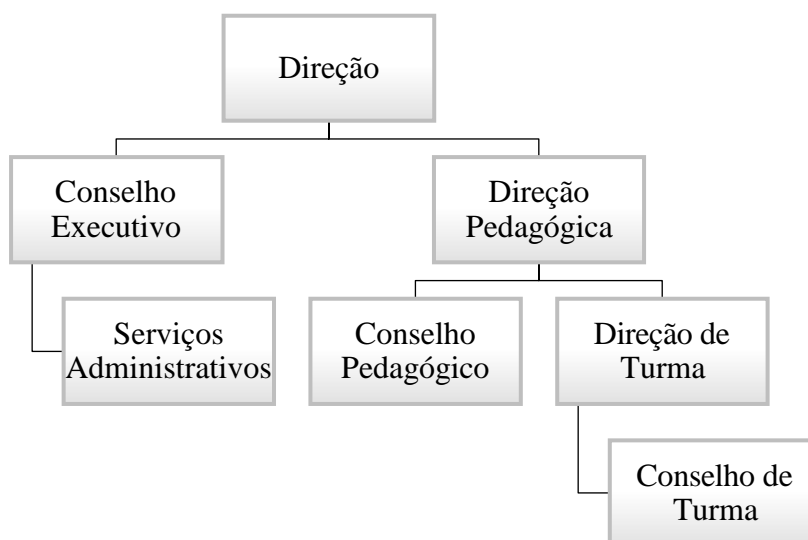 Direção
Conselho
Executivo
Direção
Pedagógica
Serviços
Administrativos
Conselho
Pedagógico
Direção de
Turma
Conselho de
Turma